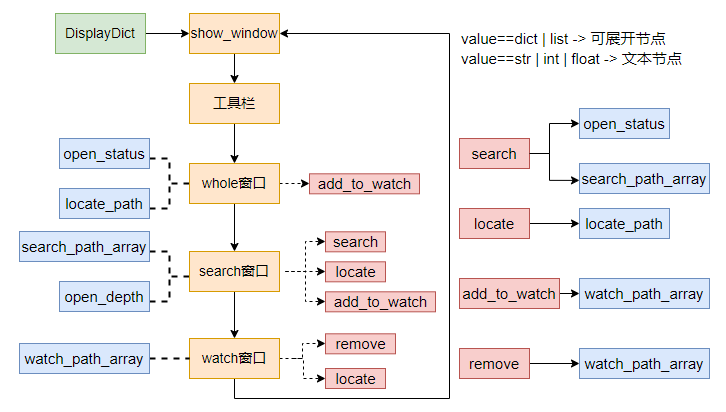 DisplayDict
show_window
value==dict | list -> 可展开节点
value==str | int | float -> 文本节点
工具栏
open_status
locate_path
whole窗口
add_to_watch
search_path_array
open_depth
search窗口
search
locate
add_to_watch
watch_path_array
watch窗口
remove
locate
search
open_status
search_path_array
locate
locate_path
add_to_watch
watch_path_array
remove
watch_path_array